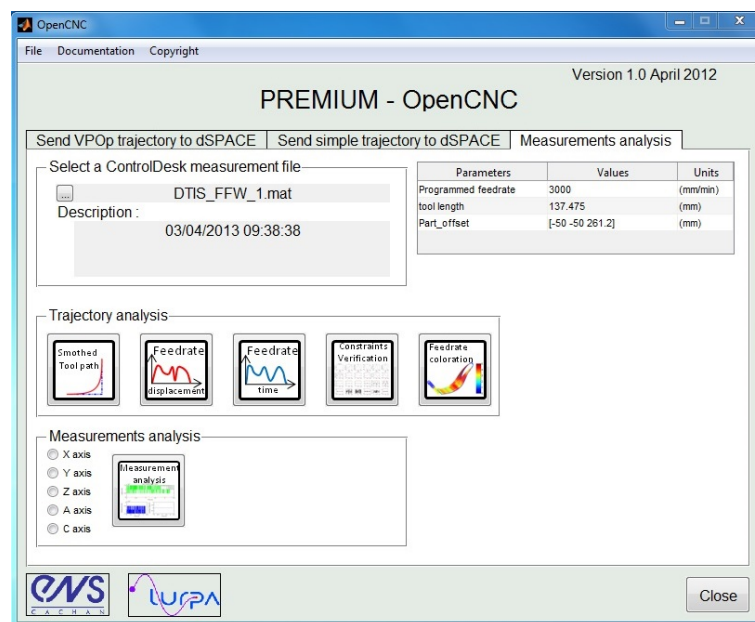 OpenCNC
File Documentation Copyright
Version 1.0 April 2012
PREMIUM - OpenCNC
Send VPOp trajectory to dSPACE Send simple trajectory to dSPACE Measurements analysis
Select a ControlDesk measurement file
... DTIS_FFW_1.mat
Description :
03/04/2013 09:38:38
Parameters Values Units
Programmed feedrate 3000 (mm/min)
tool length 137.475 (mm)
Part_offset [-50 -50 261.2] (mm)
Trajectory analysis
Smothed
Tool path
Feedrate
displacement
Feedrate
time
Constraints
Verification
Feedrate
coloration
Measurements analysis
X axis
Y axis
Z axis
A axis
C axis
Measurement
analysis
ENS
CACHAN
LURPA
Close